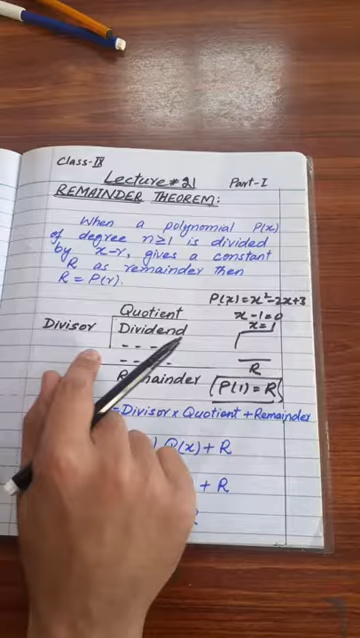 Class-IX
Lecture # 21 Part-I
REMAINDER THEOREM:
When a polynomial P(x)
of degree n≥1 is divided
by x-r, gives a constant
R as remainder then
R = P(r).
P(x)=x²-2x+3
Quotient x-1=0
Divisor Dividend x=1
R
Remainder P(1) = R
=Divisor x Quotient + Remainder
) Q(x) + R
+ R